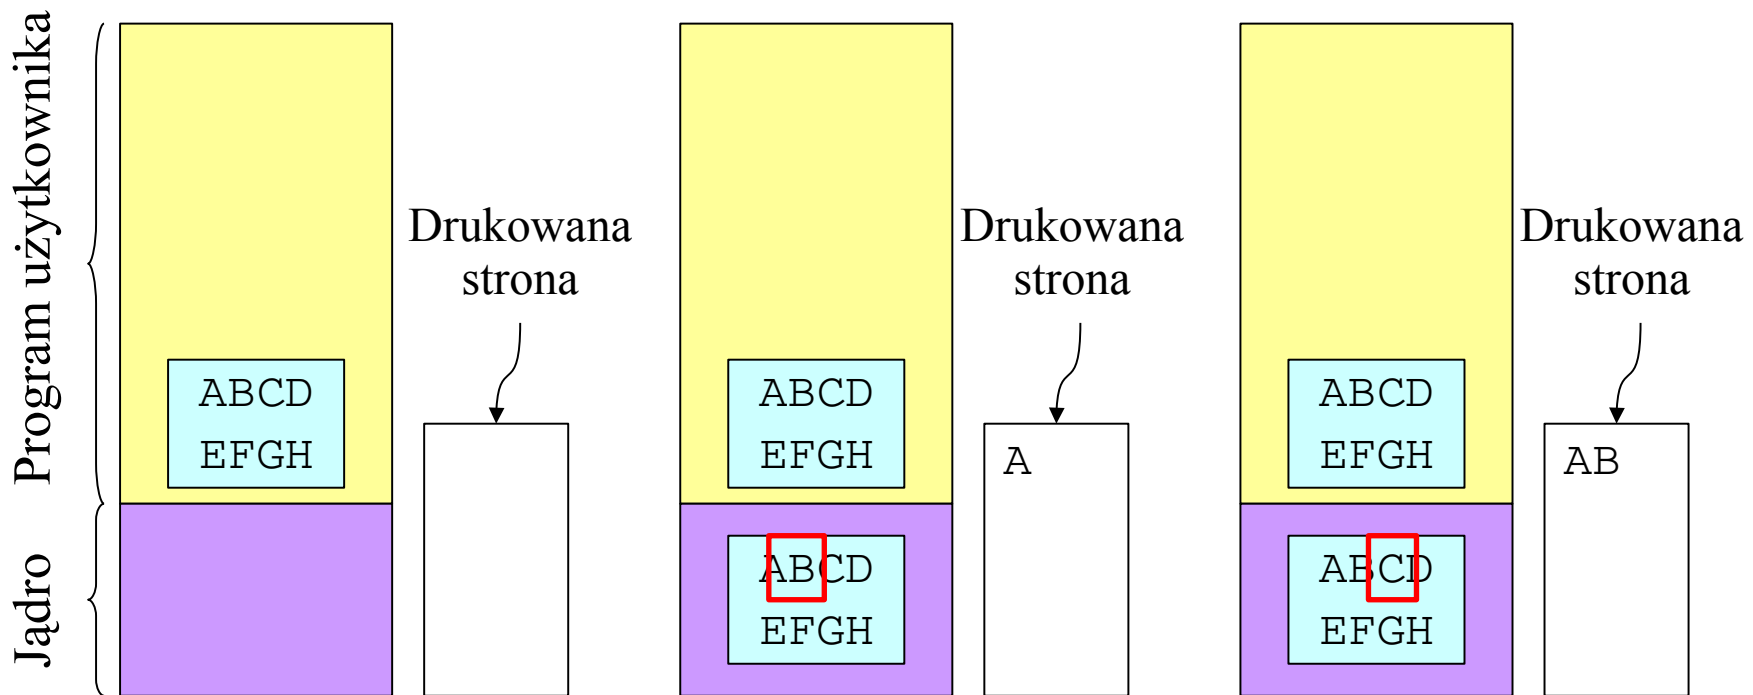 Program użytkownika
Jądro
ABCD
EFGH
Drukowana
strona
ABCD
EFGH
ABCD
EFGH
Drukowana
strona
A
ABCD
EFGH
ABCD
EFGH
Drukowana
strona
AB